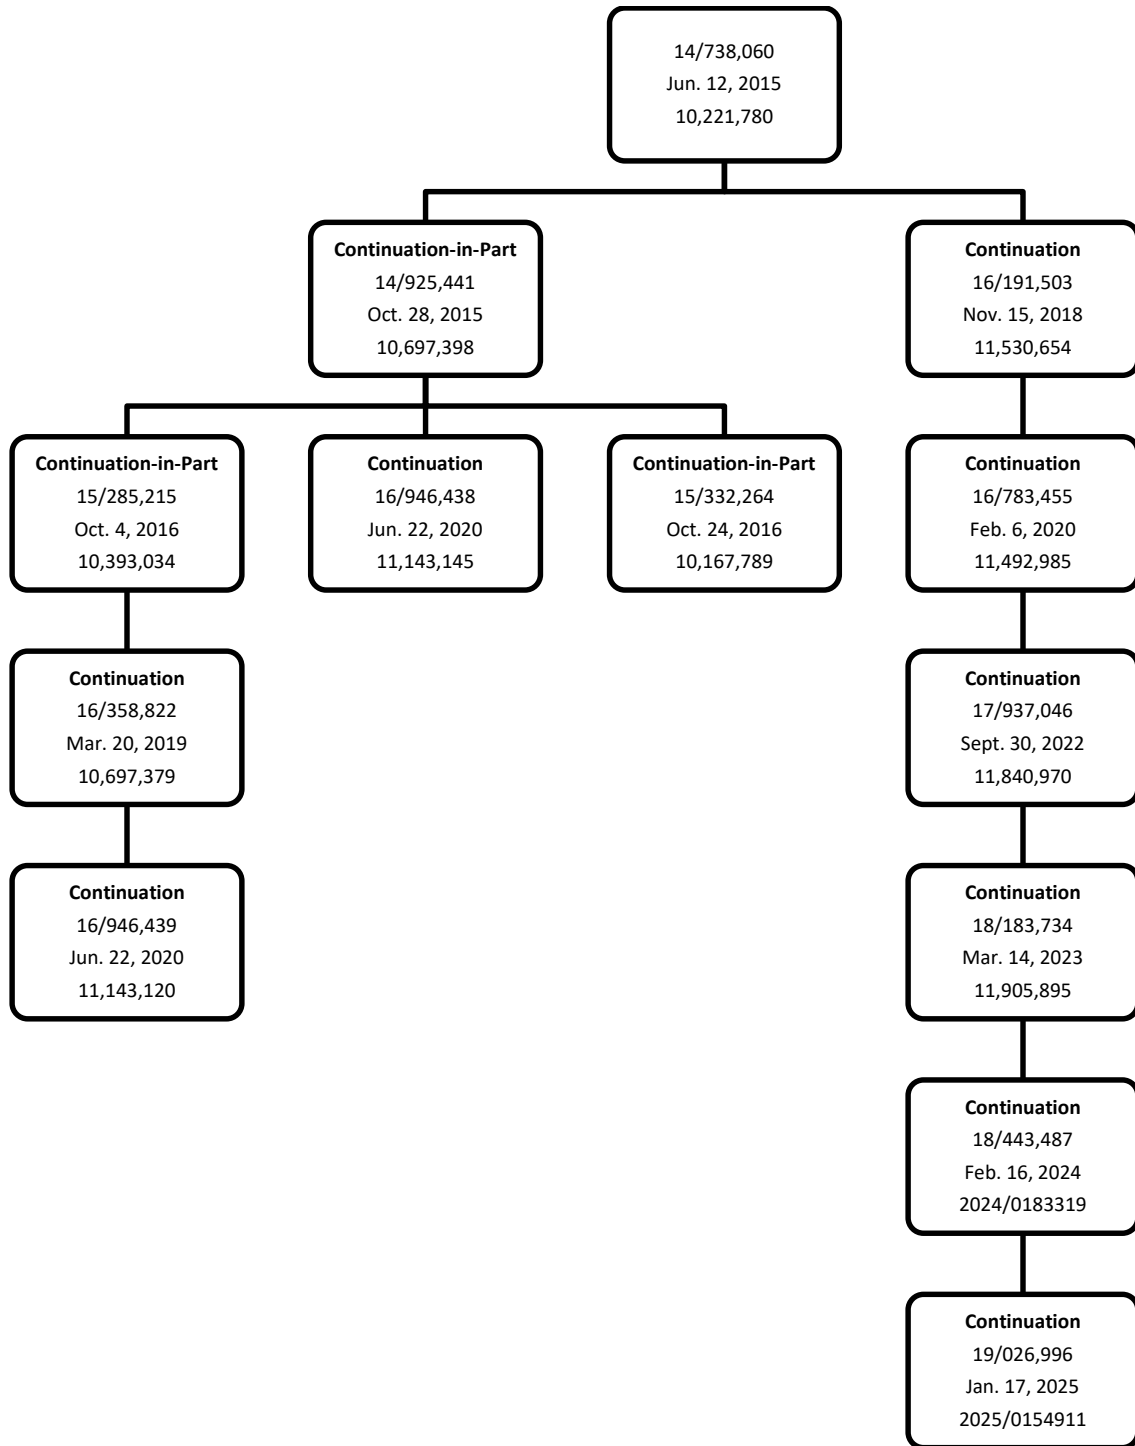 14/738,060
Jun. 12, 2015
10,221,780
Continuation-in-Part
14/925,441
Oct. 28, 2015
10,697,398
Continuation
16/191,503
Nov. 15, 2018
11,530,654
Continuation-in-Part
15/285,215
Oct. 4, 2016
10,393,034
Continuation
16/946,438
Jun. 22, 2020
11,143,145
Continuation-in-Part
15/332,264
Oct. 24, 2016
10,167,789
Continuation
16/783,455
Feb. 6, 2020
11,492,985
Continuation
16/358,822
Mar. 20, 2019
10,697,379
Continuation
17/937,046
Sept. 30, 2022
11,840,970
Continuation
16/946,439
Jun. 22, 2020
11,143,120
Continuation
18/183,734
Mar. 14, 2023
11,905,895
Continuation
18/443,487
Feb. 16, 2024
2024/0183319
Continuation
19/026,996
Jan. 17, 2025
2025/0154911